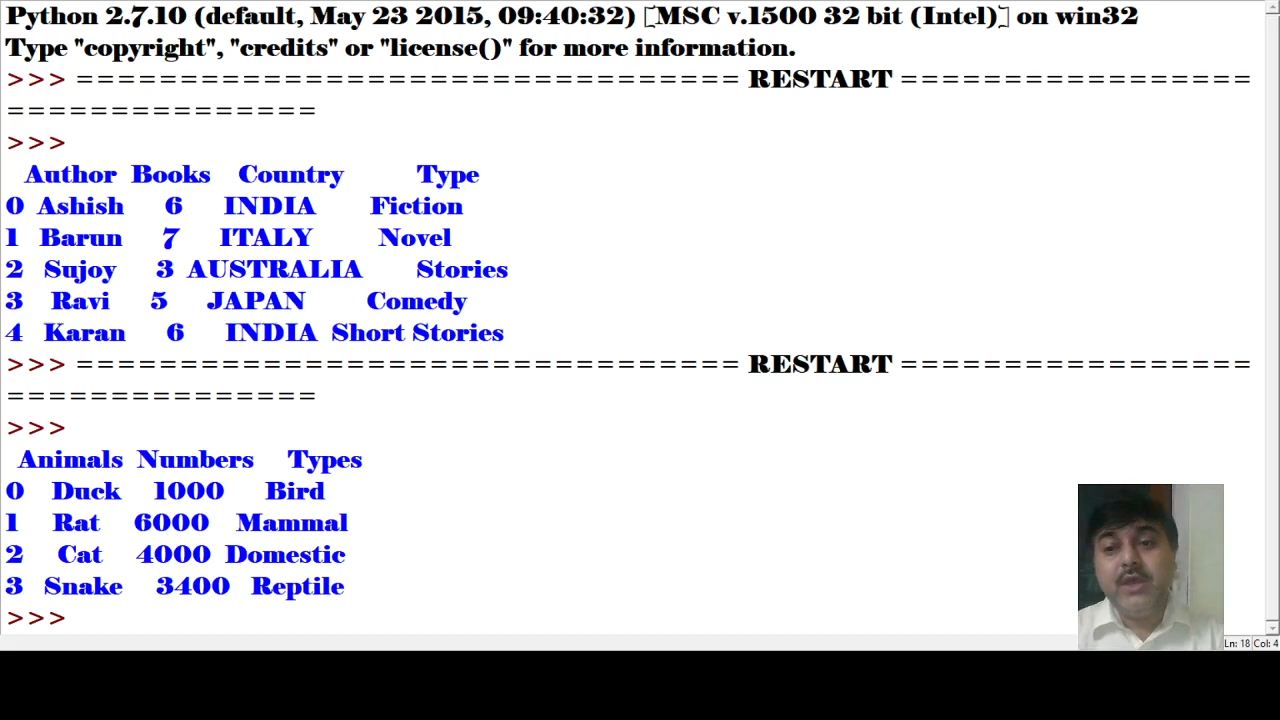 Python 2.7.10 (default, May 23 2015, 09:40:32) [MSC v.1500 32 bit (Intel)] on win32
Type "copyright", "credits" or "license()" for more information.
>>> ================================ RESTART =================
===============
>>>
Author Books Country Type
0 Ashish 6 INDIA Fiction
1 Barun 7 ITALY Novel
2 Sujoy 3 AUSTRALIA Stories
3 Ravi 5 JAPAN Comedy
4 Karan 6 INDIA Short Stories
>>> ================================ RESTART =================
===============
>>>
Animals Numbers Types
0 Duck 1000 Bird
1 Rat 6000 Mammal
2 Cat 4000 Domestic
3 Snake 3400 Reptile
>>>
Ln: 18 Col: 4